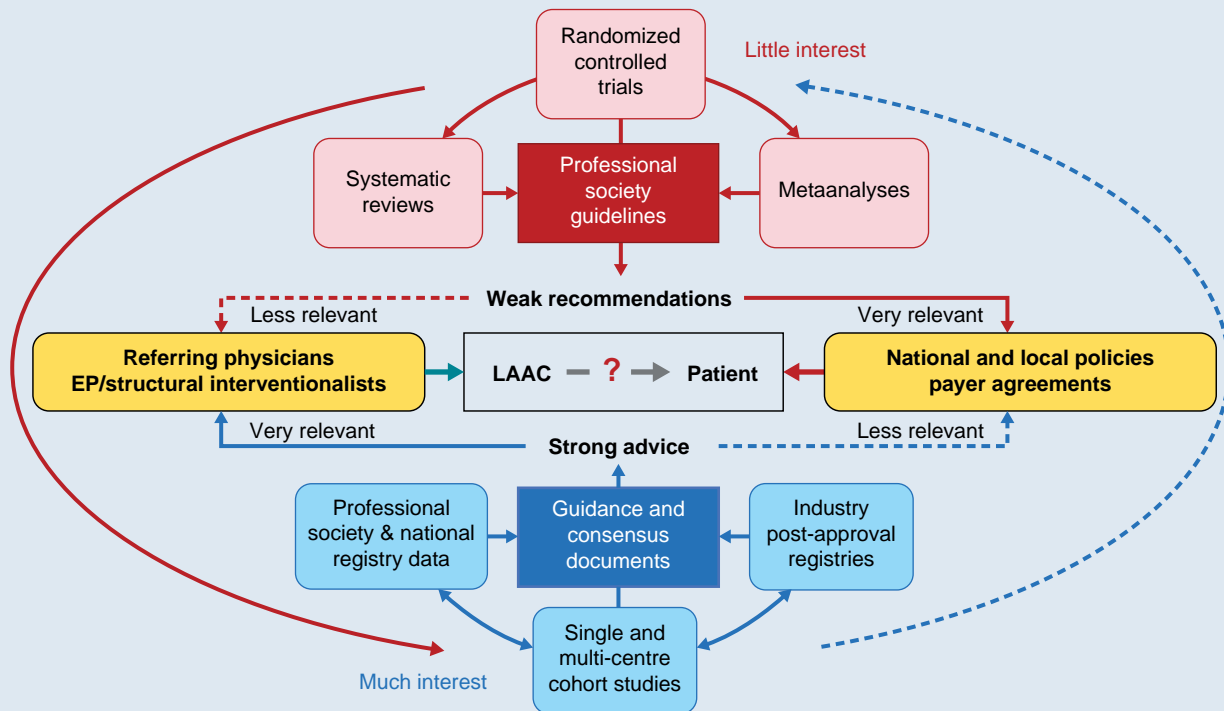 Randomized
controlled
trials
Little interest
Systematic
reviews
Professional
society
guidelines
Metaanalyses
Weak recommendations
Less relevant
Very relevant
Referring physicians
EP/structural interventionalists
LAAC
?
Patient
National and local policies
payer agreements
Very relevant
Less relevant
Strong advice
Professional
society & national
registry data
Guidance and
consensus
documents
Industry
post-approval
registries
Single and
multi-centre
cohort studies
Much interest